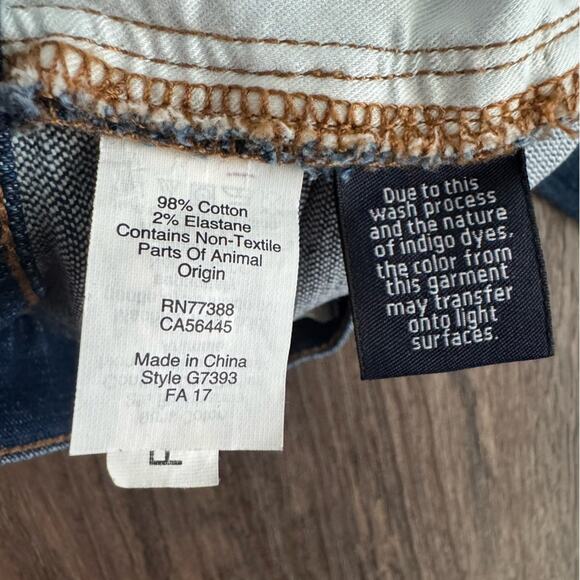 98% Cotton
2% Elastane
Contains Non-Textile
Parts Of Animal
Origin
RN77388
CA56445
Made in China
Style G7393
FA 17
Due to this
wash process
and the nature
of indigo dyes,
the color from
this garment
may transfer
onto light
surfaces.